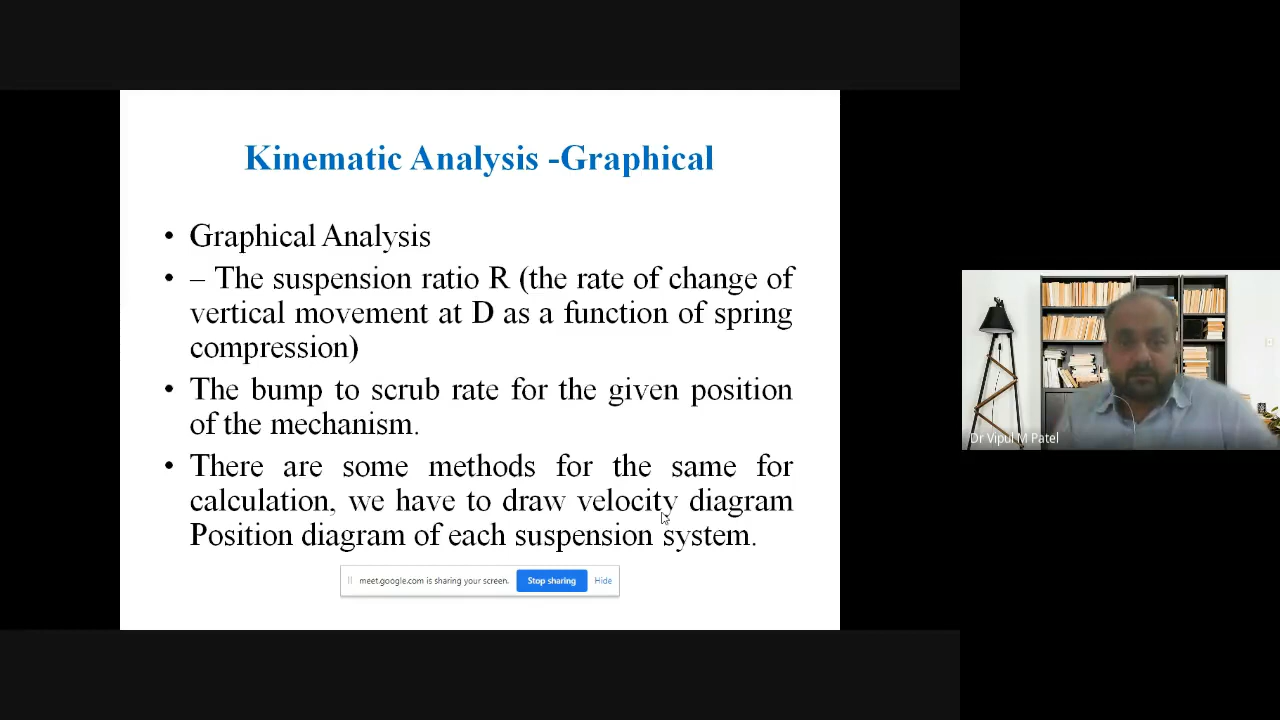 Kinematic Analysis -Graphical
• Graphical Analysis
• – The suspension ratio R (the rate of change of
vertical movement at D as a function of spring
compression)
• The bump to scrub rate for the given position
of the mechanism.
• There are some methods for the same for
calculation, we have to draw velocity diagram
Position diagram of each suspension system.
meet.google.com is sharing your screen. Stop sharing Hide
Dr Vipul M Patel